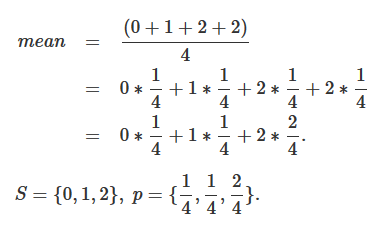 mean = (0 + 1 + 2 + 2) / 4
= 0 * 1/4 + 1 * 1/4 + 2 * 1/4 + 2 * 1/4
= 0 * 1/4 + 1 * 1/4 + 2 * 2/4.
S = {0, 1, 2}, p = {1/4, 1/4, 2/4}.